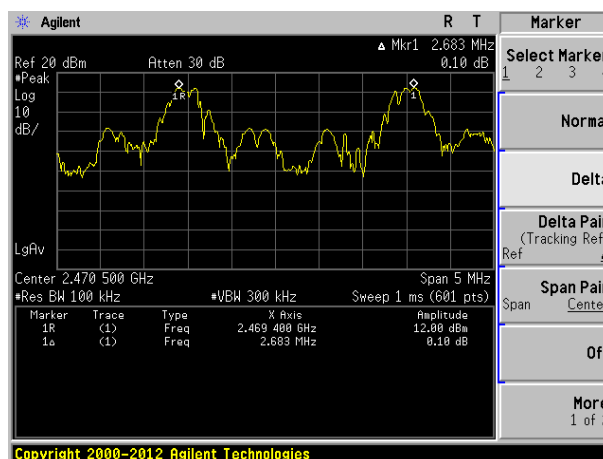 Agilent R T Marker
Δ Mkr1 2.683 MHz
Ref 20 dBm Atten 30 dB 0.10 dB
#Peak
Log
10
dB/
1R
1
LgAv
Center 2.470 500 GHz Span 5 MHz
#Res BW 100 kHz #VBW 300 kHz Sweep 1 ms (601 pts)
Marker Trace Type X Axis Amplitude
1R (1) Freq 2.469 400 GHz 12.00 dBm
1Δ (1) Freq 2.683 MHz 0.10 dB
Select Marker
1 2 3
Norma
Delta
Delta Pair
(Tracking Ref
Ref
Span Pair
Span Center
Of
More
1 of
Copyright 2000-2012 Agilent Technologies